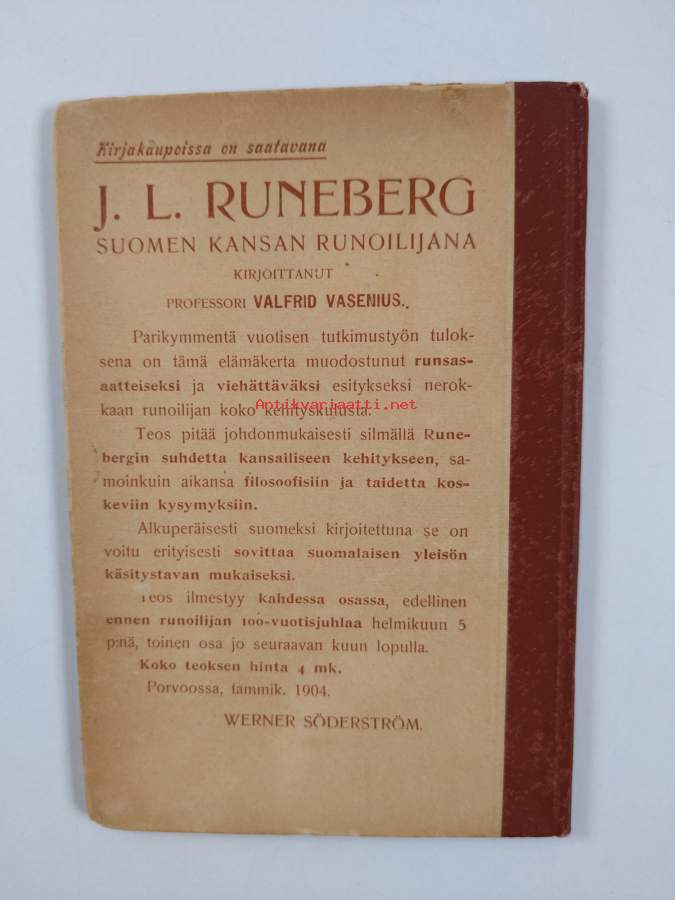 Kirjakaupoissa on saatavana
J. L. RUNEBERG
SUOMEN KANSAN RUNOILIJANA
KIRJOITTANUT
PROFESSORI VALFRID VASENIUS.
Parikymmentä vuotisen tutkimustyön tulok-
sena on tämä elämäkerta muodostunut runsas-
aatteiseksi ja viehättäväksi esitykseksi nerok-
kaan runoilijan koko kehityskulusta.
Antikvariaatti.net
Teos pitää johdonmukaisesti silmällä Rune-
bergin suhdetta kansailiseen kehitykseen, sa-
moinkuin aikansa filosoofisiin ja taidetta kos-
keviin kysymyksiin.
Alkuperäisesti suomeksi kirjoitettuna se on
voitu erityisesti sovittaa suomalaisen yleisön
käsitystavan mukaiseksi.
Teos ilmestyy kahdessa osassa, edellinen
ennen runoilijan 100-vuotisjuhlaa helmikuun 5
p:nä, toinen osa jo seuraavan kuun lopulla.
Koko teoksen hinta 4 mk.
Porvoossa, tammik. 1904.
WERNER SÖDERSTRÖM.